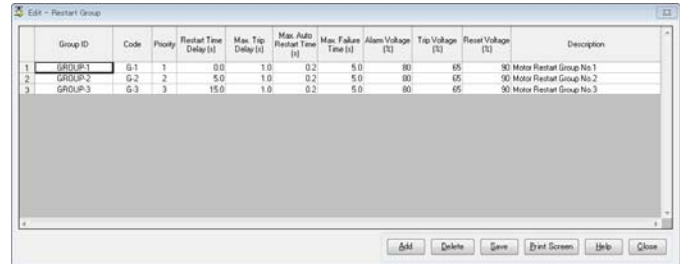 Edit - Restart Group
Group ID Code Priority Restart Time Delay (s) Max. Trip Delay (s) Max. Auto Restart Time (s) Max. Failure Time (s) Alarm Voltage (%) Trip Voltage (%) Reset Voltage (%) Description
1 GROUP-1 G-1 1 0.0 1.0 0.2 5.0 80 65 90 Motor Restart Group No.1
2 GROUP-2 G-2 2 5.0 1.0 0.2 5.0 80 65 90 Motor Restart Group No.2
3 GROUP-3 G-3 3 15.0 1.0 0.2 5.0 80 65 90 Motor Restart Group No.3
Add Delete Save Print Screen Help Close